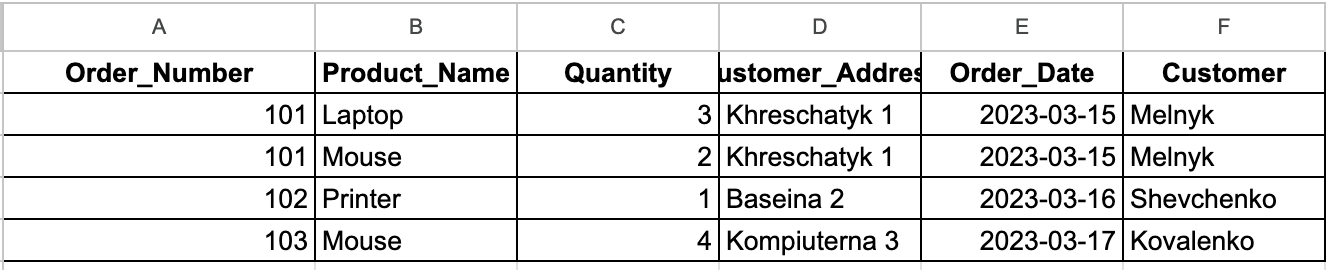 A B C D E F
Order_Number Product_Name Quantity ustomer_Addres Order_Date Customer
101 Laptop 3 Khreschatyk 1 2023-03-15 Melnyk
101 Mouse 2 Khreschatyk 1 2023-03-15 Melnyk
102 Printer 1 Baseina 2 2023-03-16 Shevchenko
103 Mouse 4 Kompiuterna 3 2023-03-17 Kovalenko